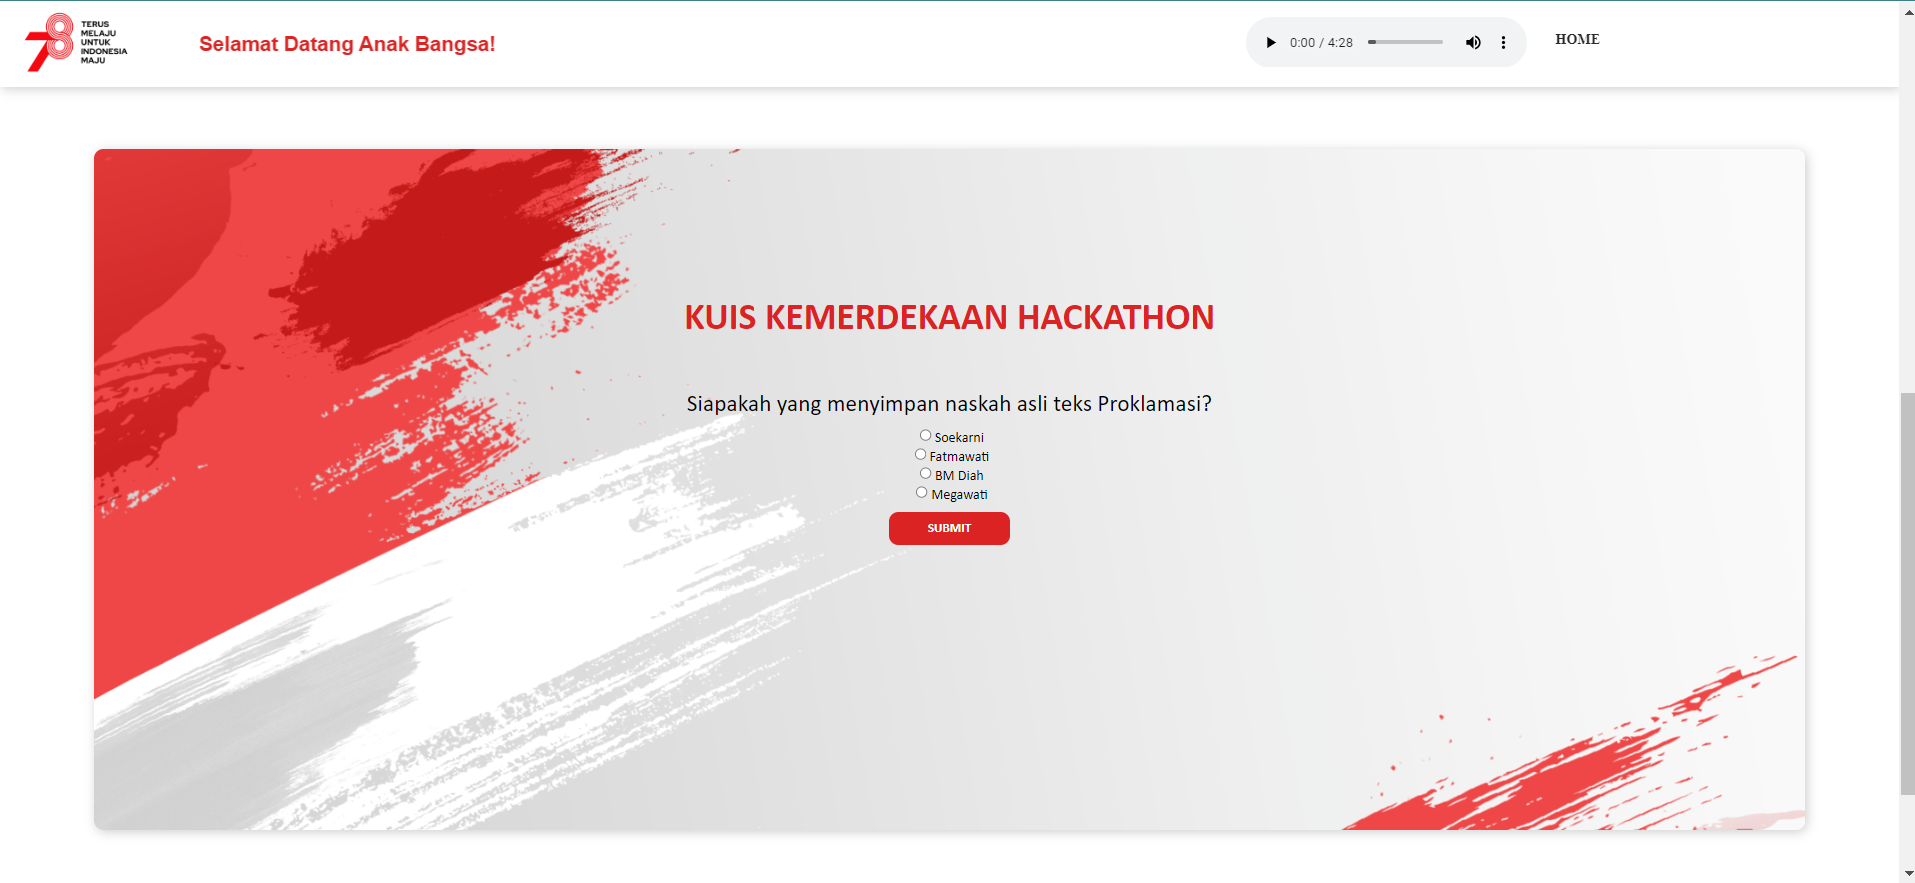 78
TERUS
MELAJU
UNTUK
INDONESIA
MAJU
Selamat Datang Anak Bangsa!
0:00 / 4:28
HOME
KUIS KEMERDEKAAN HACKATHON
Siapakah yang menyimpan naskah asli teks Proklamasi?
Soekarni
Fatmawati
BM Diah
Megawati
SUBMIT